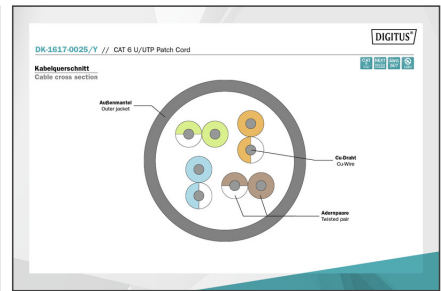 DIGITUS®
DK-1617-0025/Y // CAT 6 U/UTP Patch Cord
Kabelquerschnitt
Cable cross section
Außenmantel
Outer jacket
Cu-Draht
Cu-Wire
Adernpaare
Twisted pair